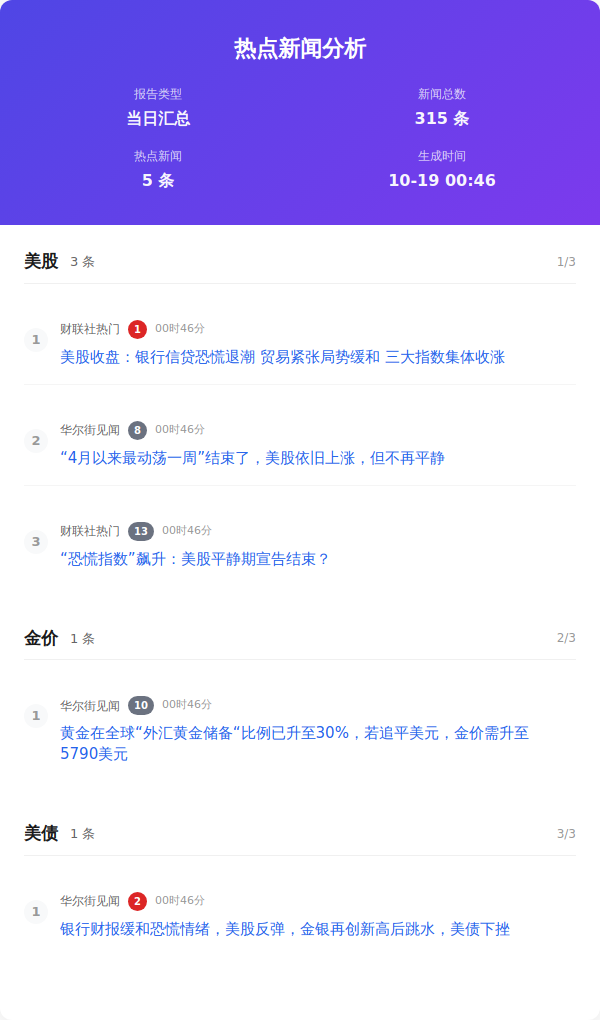 热点新闻分析
报告类型
新闻总数
当日汇总
315 条
热点新闻
生成时间
5 条
10-19 00:46
美股 3 条 1/3
1 财联社热门 1 00时46分
美股收盘：银行信贷恐慌退潮 贸易紧张局势缓和 三大指数集体收涨
2 华尔街见闻 8 00时46分
“4月以来最动荡一周”结束了，美股依旧上涨，但不再平静
3 财联社热门 13 00时46分
“恐慌指数”飙升：美股平静期宣告结束？
金价 1 条 2/3
1 华尔街见闻 10 00时46分
黄金在全球“外汇黄金储备“比例已升至30%，若追平美元，金价需升至
5790美元
美债 1 条 3/3
1 华尔街见闻 2 00时46分
银行财报缓和恐慌情绪，美股反弹，金银再创新高后跳水，美债下挫